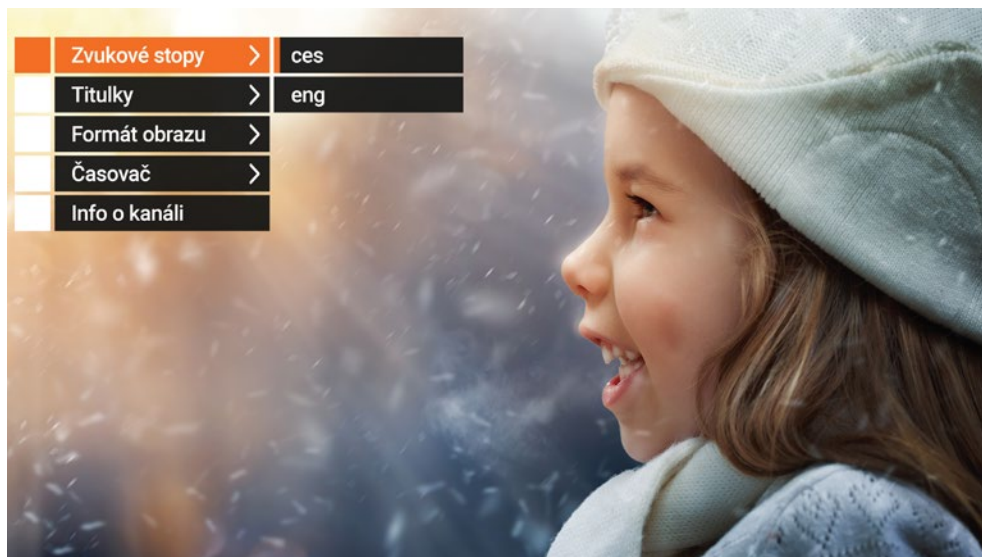 Zvukové stopy
ces
Titulky
eng
Formát obrazu
Časovač
Info o kanáli